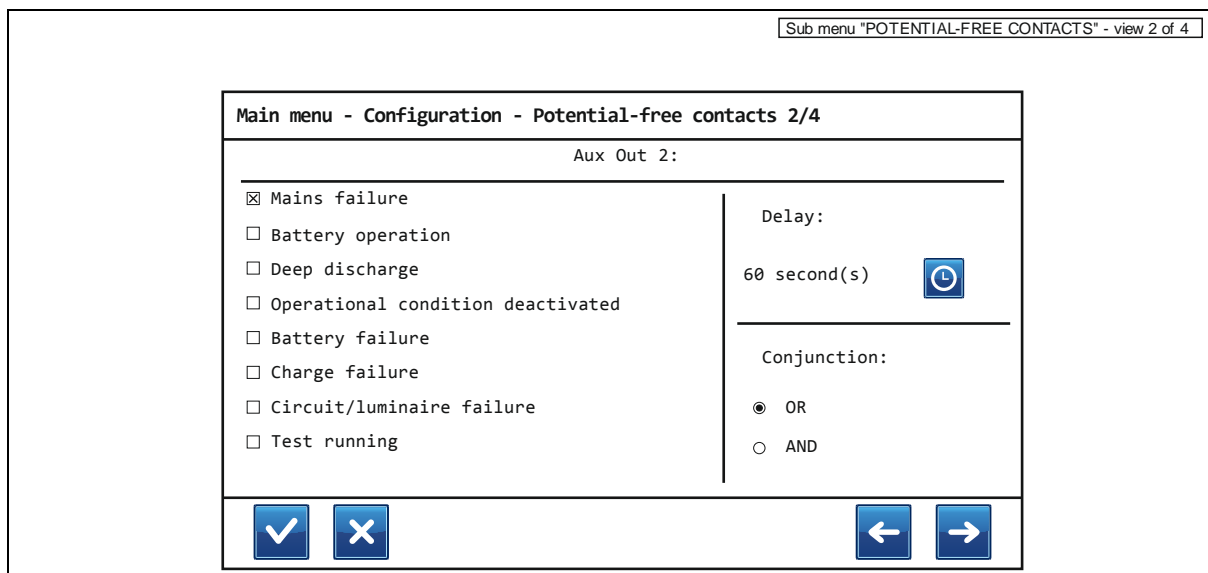 Sub menu "POTENTIAL-FREE CONTACTS" - view 2 of 4
Main menu - Configuration - Potential-free contacts 2/4
Aux Out 2:
Mains failure
Battery operation
Deep discharge
Operational condition deactivated
Battery failure
Charge failure
Circuit/luminaire failure
Test running
Delay:
60 second(s)
Conjunction:
OR
AND